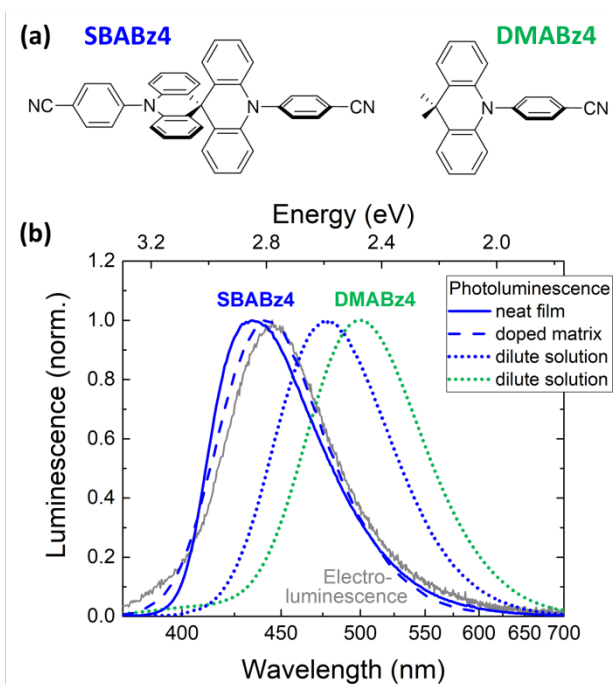 (a) SBABz4 DMABz4
NC N N CN
N CN
Energy (eV)
3.2 2.8 2.4 2.0
(b)
SBABz4 DMABz4
Photoluminescence
neat film
doped matrix
dilute solution
dilute solution
Luminescence (norm.)
1.2
1.0
0.8
0.6
0.4
0.2
0.0
Electro-
luminescence
400 450 500 550 600 650 700
Wavelength (nm)